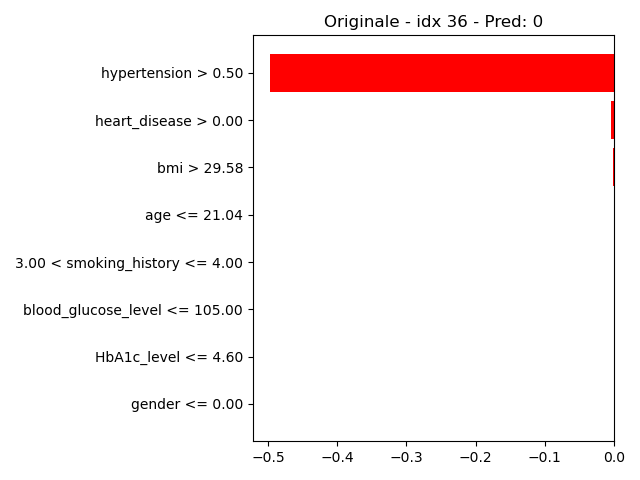 Originale - idx 36 - Pred: 0
hypertension > 0.50
heart_disease > 0.00
bmi > 29.58
age <= 21.04
3.00 < smoking_history <= 4.00
blood_glucose_level <= 105.00
HbA1c_level <= 4.60
gender <= 0.00
−0.5 −0.4 −0.3 −0.2 −0.1 0.0